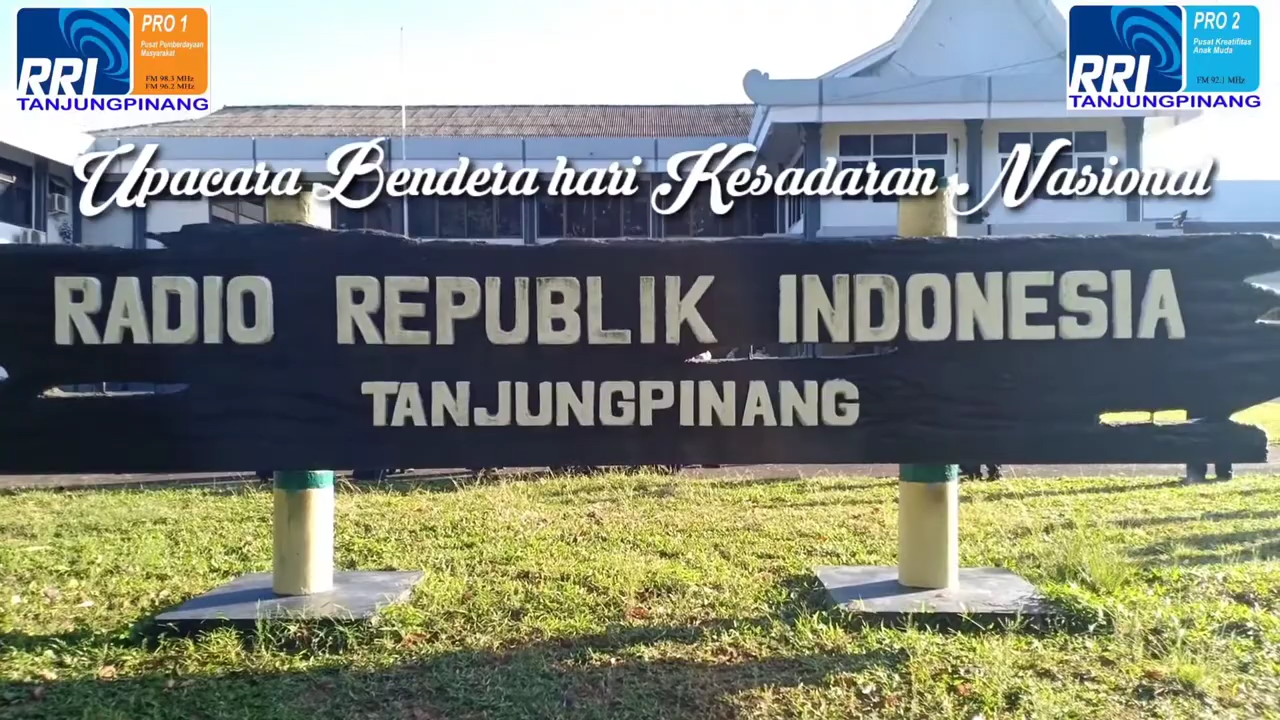 RRI
PRO 1
Pusat Pemberdayaan
Masyarakat
FM 98.3 MHz
FM 96.2 MHz
TANJUNGPINANG
RRI
PRO 2
Pusat Kreatifitas
Anak Muda
FM 92.1 MHz
TANJUNGPINANG
Upacara Bendera hari Kesadaran Nasional
RADIO REPUBLIK INDONESIA
TANJUNGPINANG